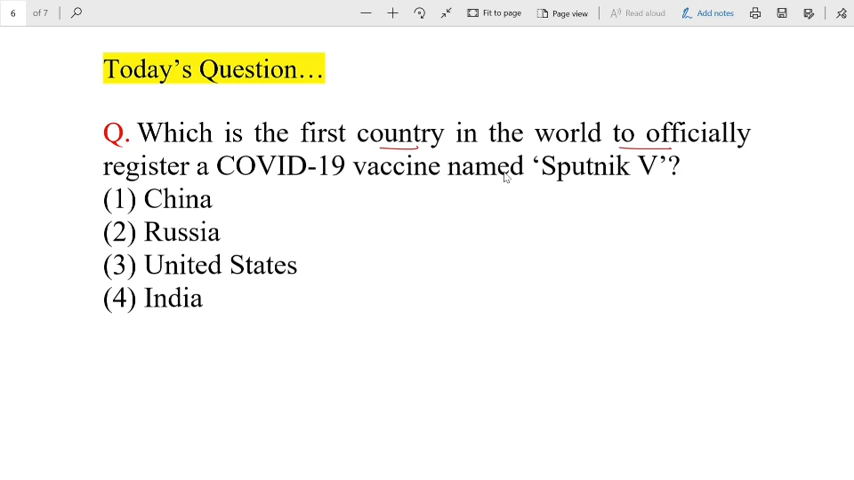 6 of 7 Fit to page Page view Read aloud Add notes
Today’s Question…
Q. Which is the first country in the world to officially
register a COVID-19 vaccine named ‘Sputnik V’?
(1) China
(2) Russia
(3) United States
(4) India